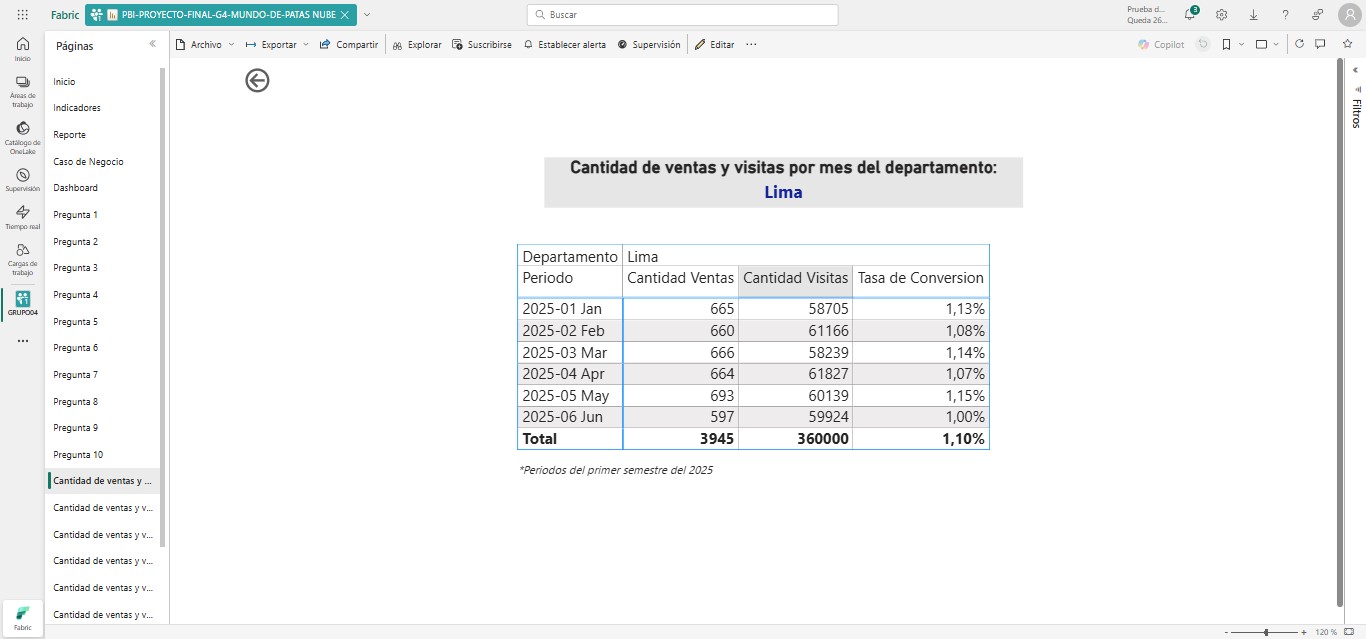 Fabric
PBI-PROYECTO-FINAL-G4-MUNDO-DE-PATAS NUBE
Buscar
Prueba d...
Queda 26...
3
Inicio
Áreas de
trabajo
Catálogo de
OneLake
Supervisión
Tiempo real
Cargas de
trabajo
GRUPO04
Fabric
Páginas
Inicio
Indicadores
Reporte
Caso de Negocio
Dashboard
Pregunta 1
Pregunta 2
Pregunta 3
Pregunta 4
Pregunta 5
Pregunta 6
Pregunta 7
Pregunta 8
Pregunta 9
Pregunta 10
Cantidad de ventas y ...
Cantidad de ventas y v...
Cantidad de ventas y v...
Cantidad de ventas y v...
Cantidad de ventas y v...
Cantidad de ventas y v...
Archivo Exportar Compartir Explorar Suscribirse Establecer alerta Supervisión Editar ... Copilot
Filtros
Cantidad de ventas y visitas por mes del departamento:
Lima
Departamento Lima
Periodo Cantidad Ventas Cantidad Visitas Tasa de Conversion
2025-01 Jan 665 58705 1,13%
2025-02 Feb 660 61166 1,08%
2025-03 Mar 666 58239 1,14%
2025-04 Apr 664 61827 1,07%
2025-05 May 693 60139 1,15%
2025-06 Jun 597 59924 1,00%
Total 3945 360000 1,10%
*Periodos del primer semestre del 2025
- + 120 %